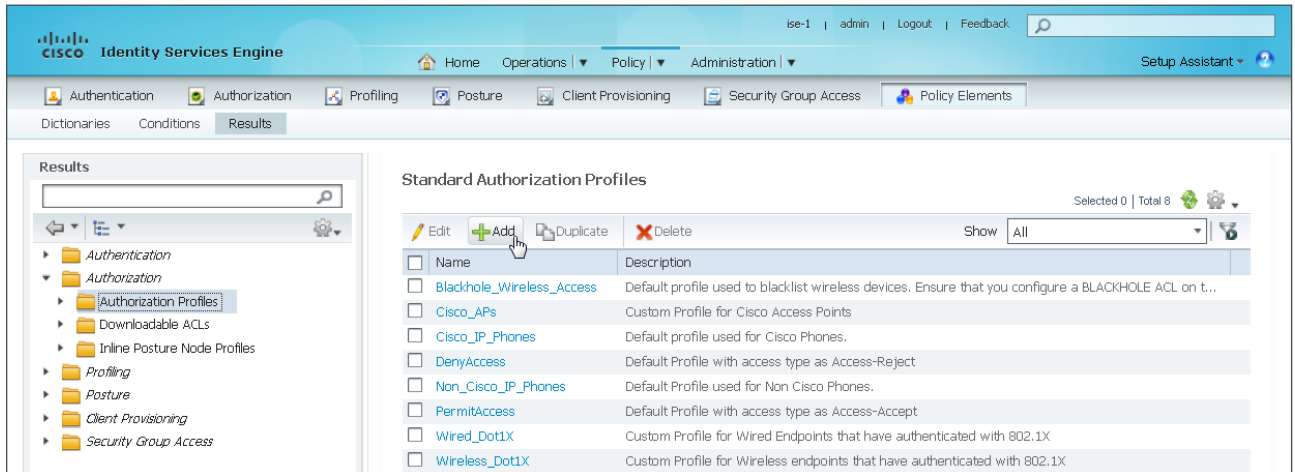 ise-1 | admin | Logout | Feedback
CISCO Identity Services Engine
Home Operations | Policy | Administration | Setup Assistant
Authentication Authorization Profiling Posture Client Provisioning Security Group Access Policy Elements
Dictionaries Conditions Results
Results
Authentication
Authorization
Authorization Profiles
Downloadable ACLs
Inline Posture Node Profiles
Profiling
Posture
Client Provisioning
Security Group Access
Standard Authorization Profiles
Selected 0 | Total 8
Edit Add Duplicate Delete Show All
Name Description
Blackhole_Wireless_Access Default profile used to blacklist wireless devices. Ensure that you configure a BLACKHOLE ACL on t...
Cisco_APs Custom Profile for Cisco Access Points
Cisco_IP_Phones Default profile used for Cisco Phones.
DenyAccess Default Profile with access type as Access-Reject
Non_Cisco_IP_Phones Default Profile used for Non Cisco Phones.
PermitAccess Default Profile with access type as Access-Accept
Wired_Dot1X Custom Profile for Wired Endpoints that have authenticated with 802.1X
Wireless_Dot1X Custom Profile for Wireless endpoints that have authenticated with 802.1X